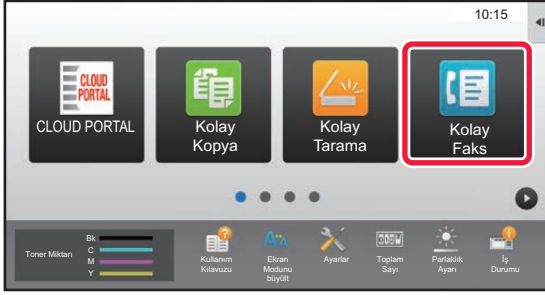 10:15
CLOUD
PORTAL
CLOUD PORTAL
Kolay
Kopya
Kolay
Tarama
Kolay
Faks
Toner Miktarı
Bk
C
M
Y
Kullanım
Kılavuzu
Ekran
Modunu
büyült
Ayarlar
Toplam
Sayı
Parlaklık
Ayarı
İş
Durumu